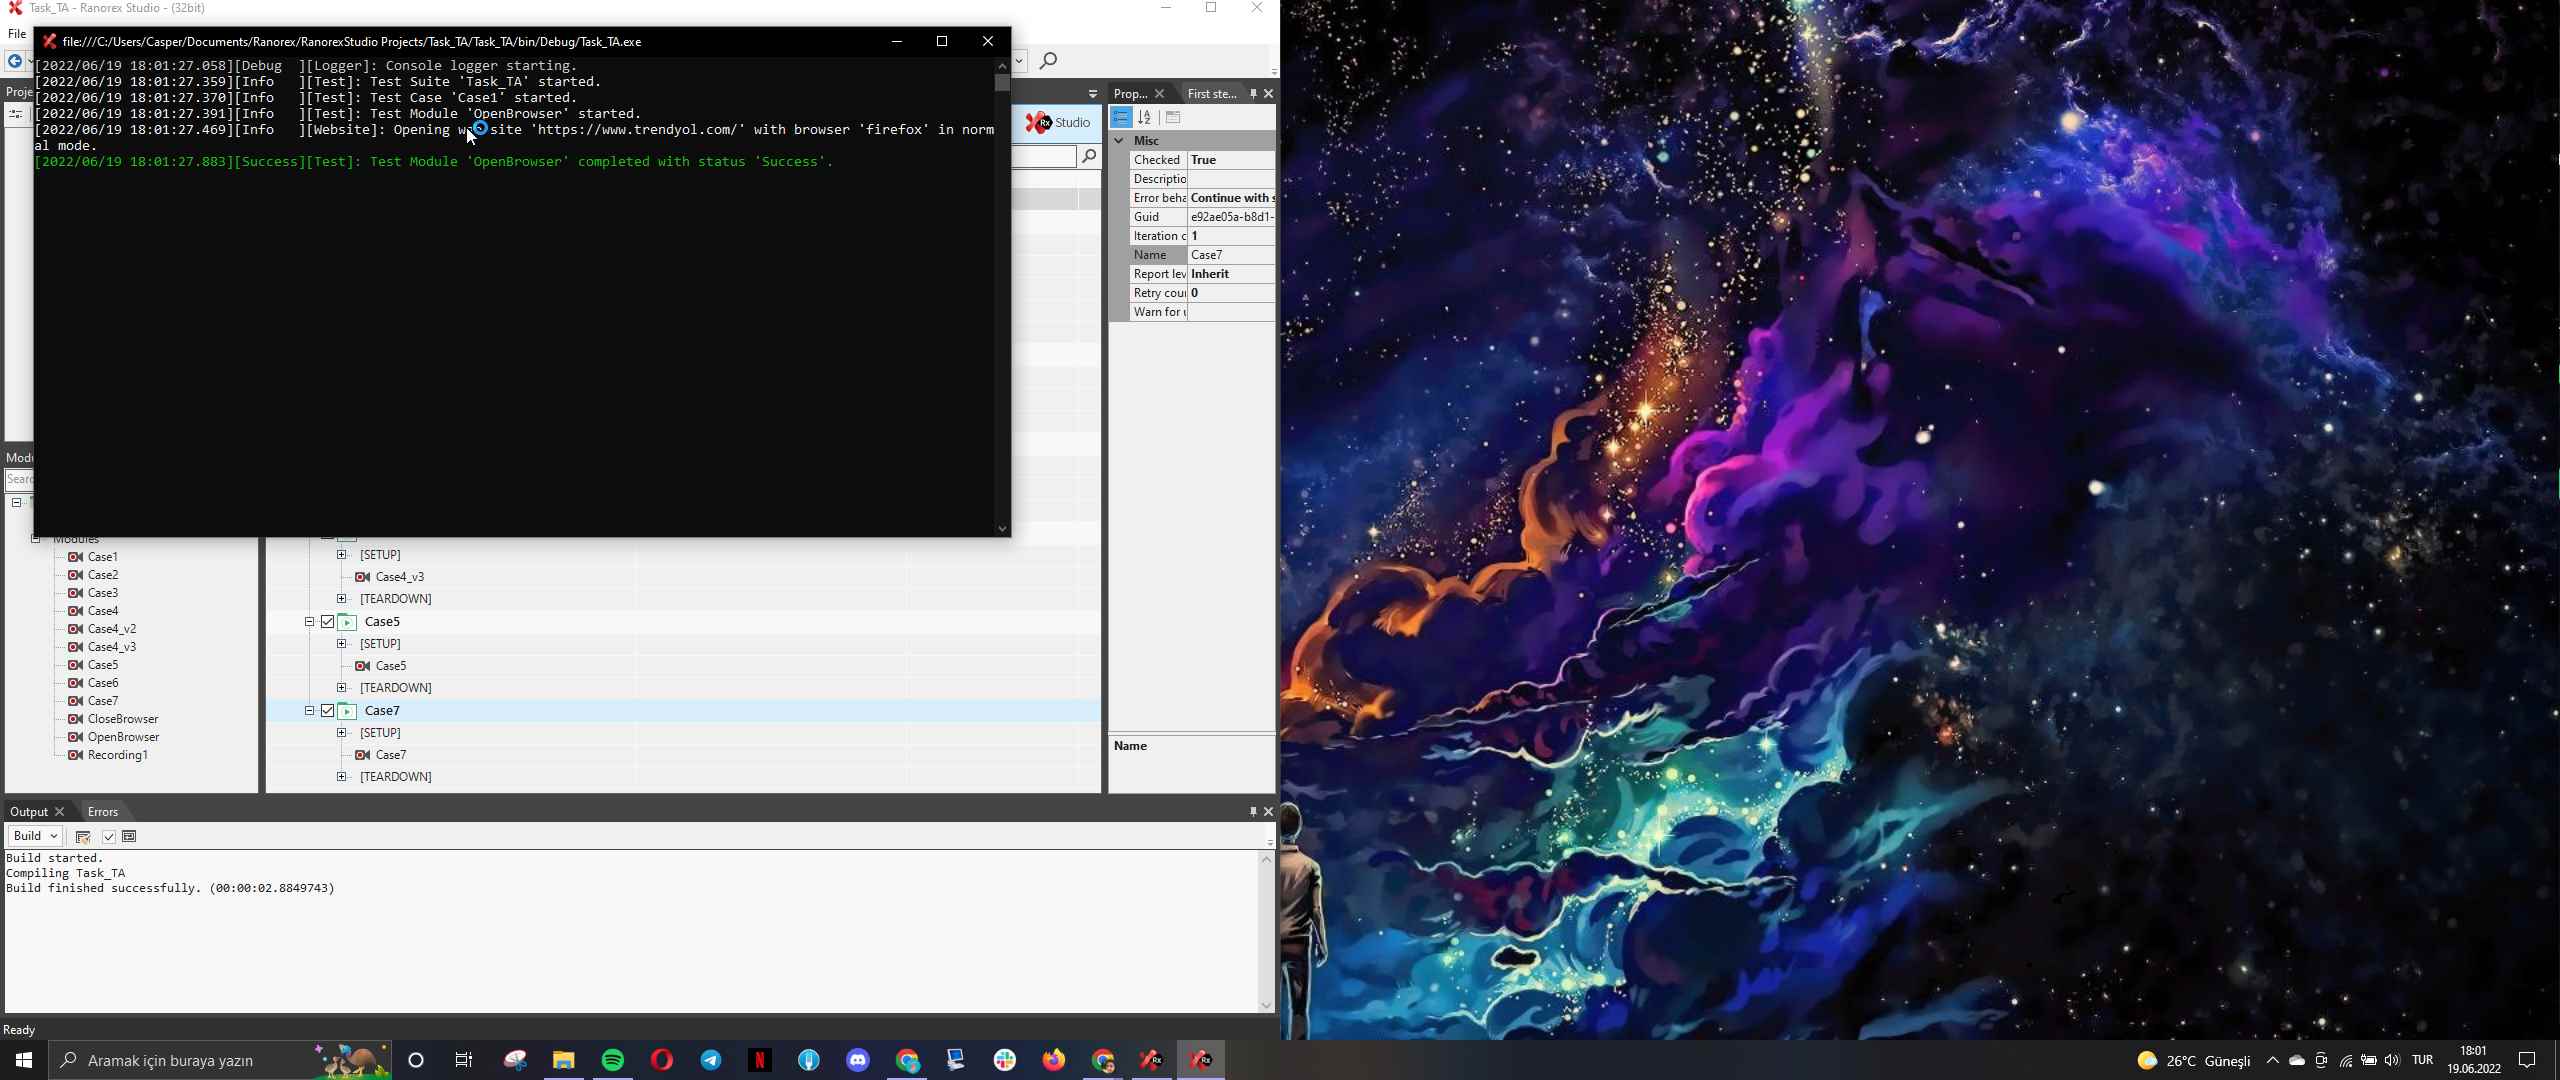 Task_TA - Ranorex Studio - (32bit)
File
file:///C:/Users/Casper/Documents/Ranorex/RanorexStudio Projects/Task_TA/Task_TA/bin/Debug/Task_TA.exe
[2022/06/19 18:01:27.058][Debug  ][Logger]: Console logger starting.
[2022/06/19 18:01:27.359][Info   ][Test]: Test Suite 'Task_TA' started.
[2022/06/19 18:01:27.370][Info   ][Test]: Test Case 'Case1' started.
[2022/06/19 18:01:27.391][Info   ][Test]: Test Module 'OpenBrowser' started.
[2022/06/19 18:01:27.469][Info   ][Website]: Opening web site 'https://www.trendyol.com/' with browser 'firefox' in norm
al mode.
[2022/06/19 18:01:27.883][Success][Test]: Test Module 'OpenBrowser' completed with status 'Success'.
Proje
Modu
Searc
Modules
Case1
Case2
Case3
Case4
Case4_v2
Case4_v3
Case5
Case6
Case7
CloseBrowser
OpenBrowser
Recording1
Rx Studio
[SETUP]
Case4_v3
[TEARDOWN]
Case5
[SETUP]
Case5
[TEARDOWN]
Case7
[SETUP]
Case7
[TEARDOWN]
Prop...
First ste...
Misc
Checked True
Descriptio
Error beha Continue with s
Guid e92ae05a-b8d1-
Iteration c 1
Name Case7
Report lev Inherit
Retry cour 0
Warn for u
Name
Output
Errors
Build
Build started.
Compiling Task_TA
Build finished successfully. (00:00:02.8849743)
Ready
Aramak için buraya yazın
26°C Güneşli
TUR
18:01
19.06.2022